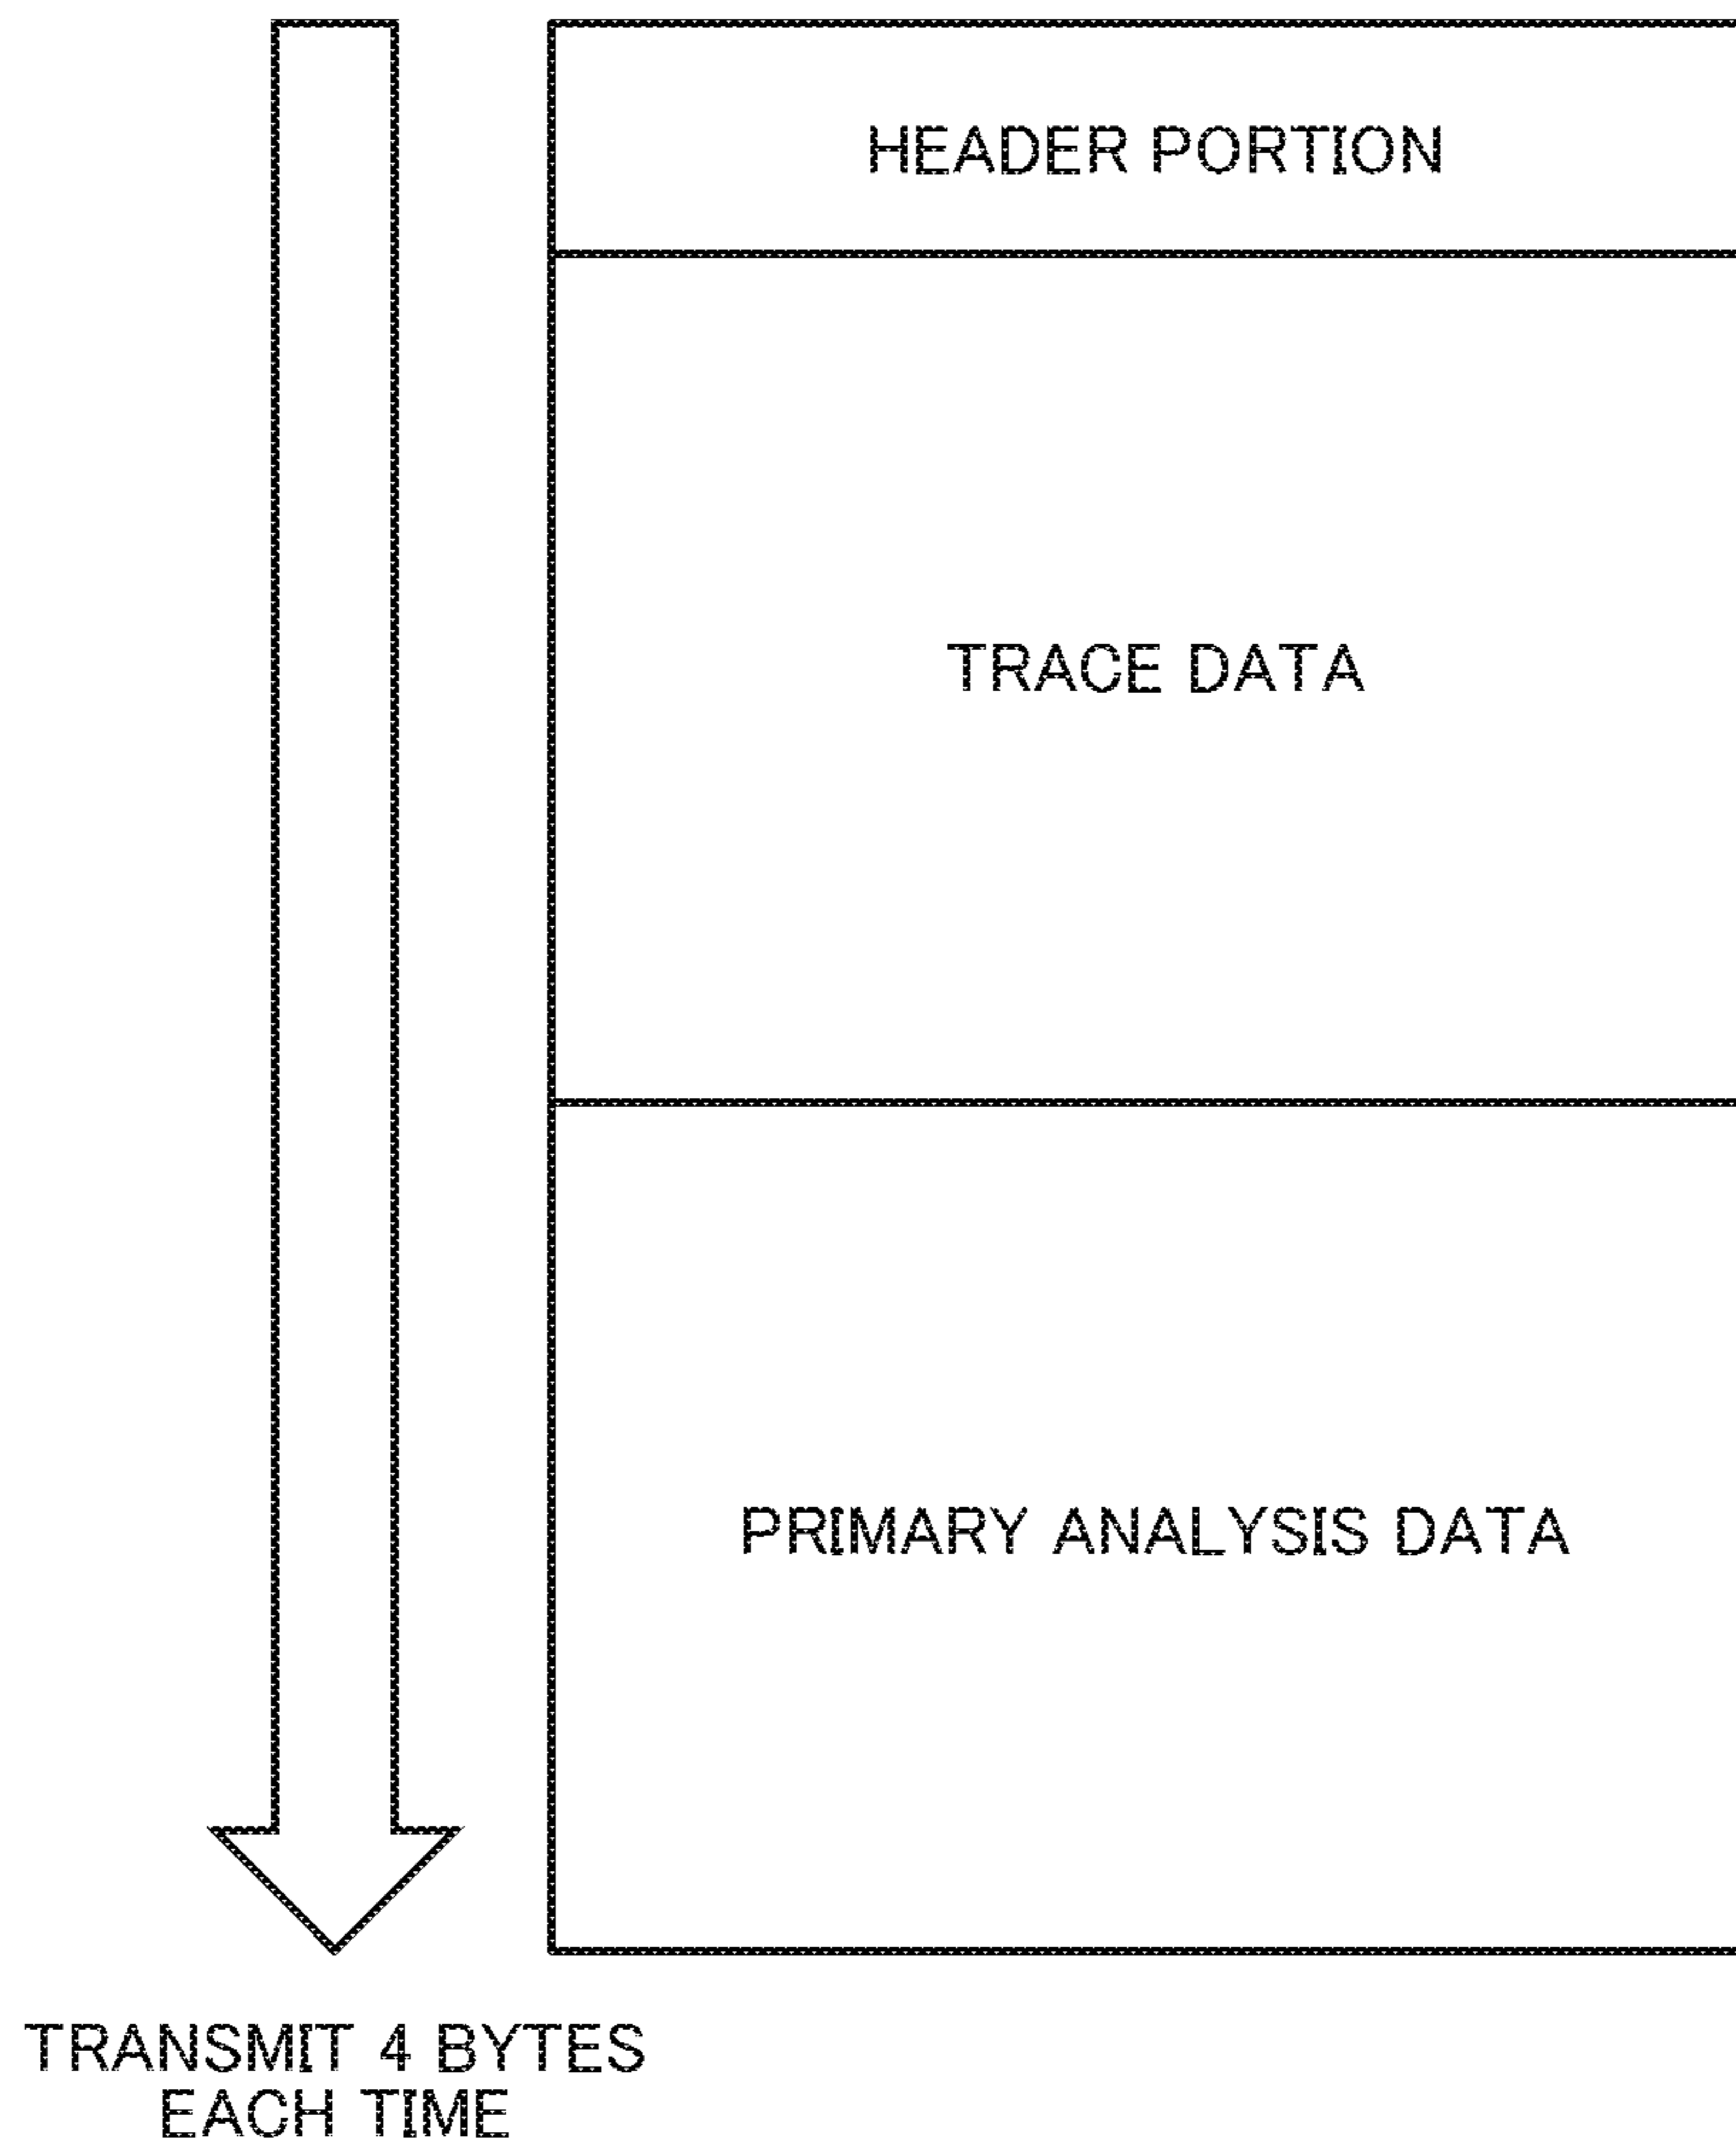 HEADER PORTION
TRACE DATA
PRIMARY ANALYSIS DATA
TRANSMIT 4 BYTES
EACH TIME